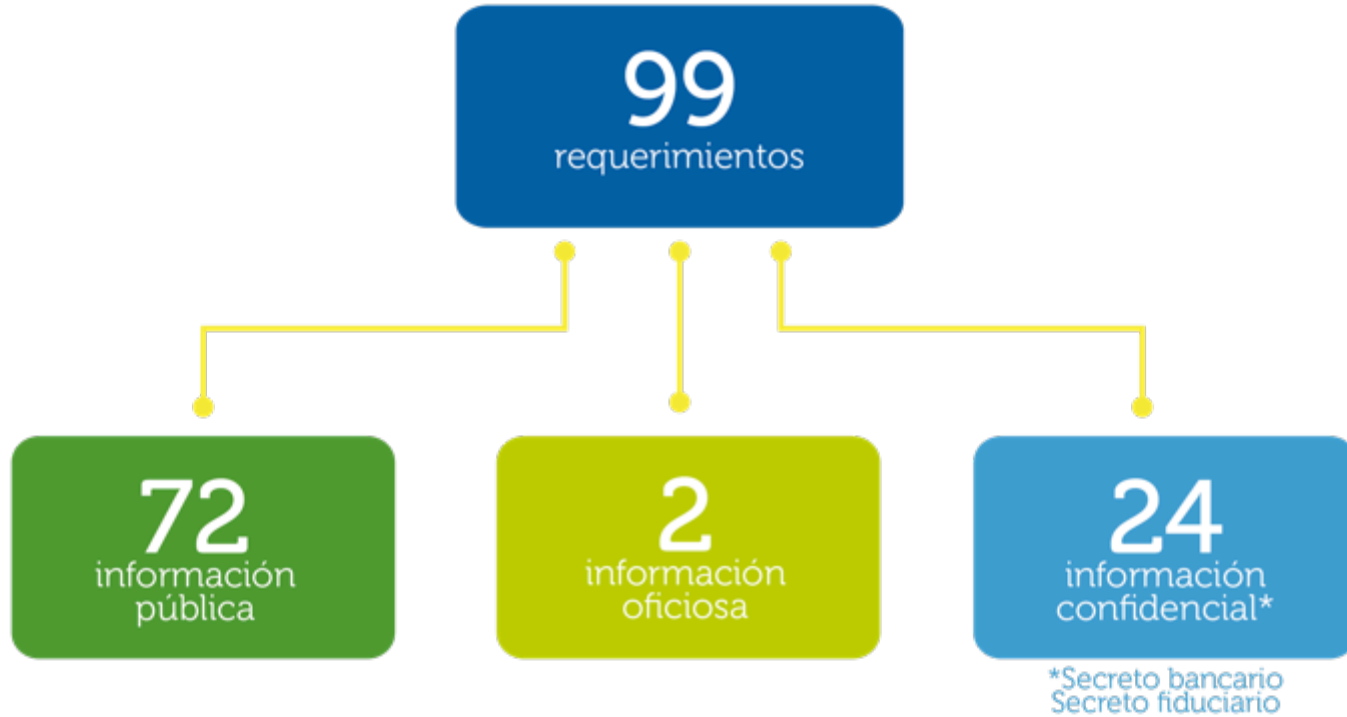 99
requerimientos
72
información
pública
2
información
oficiosa
24
información
confidencial*
*Secreto bancario
Secreto fiduciario